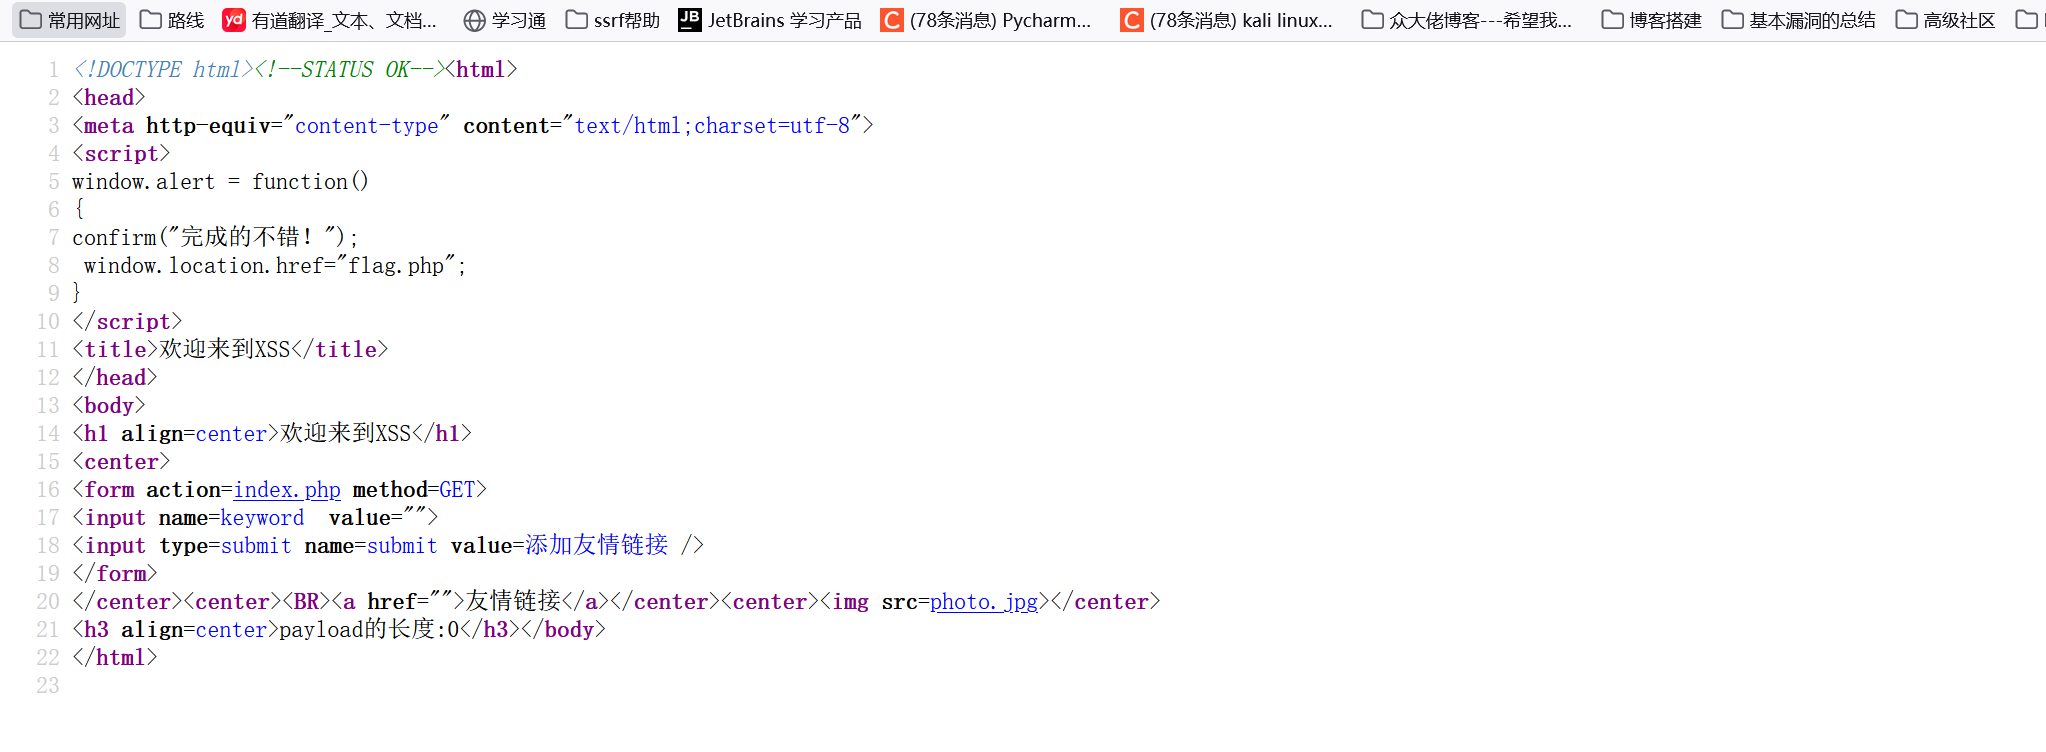 常用网址 路线 有道翻译_文本、文档... 学习通 ssrf帮助 JetBrains 学习产品 (78条消息) Pycharm... (78条消息) kali linux... 众大佬博客---希望我... 博客搭建 基本漏洞的总结 高级社区
1 <!DOCTYPE html><!--STATUS OK--><html>
2 <head>
3 <meta http-equiv="content-type" content="text/html;charset=utf-8">
4 <script>
5 window.alert = function()
6 {
7 confirm("完成的不错！");
8  window.location.href="flag.php";
9 }
10 </script>
11 <title>欢迎来到XSS</title>
12 </head>
13 <body>
14 <h1 align=center>欢迎来到XSS</h1>
15 <center>
16 <form action=index.php method=GET>
17 <input name=keyword  value="">
18 <input type=submit name=submit value=添加友情链接 />
19 </form>
20 </center><center><BR><a href="">友情链接</a></center><center><img src=photo.jpg></center>
21 <h3 align=center>payload的长度:0</h3></body>
22 </html>
23